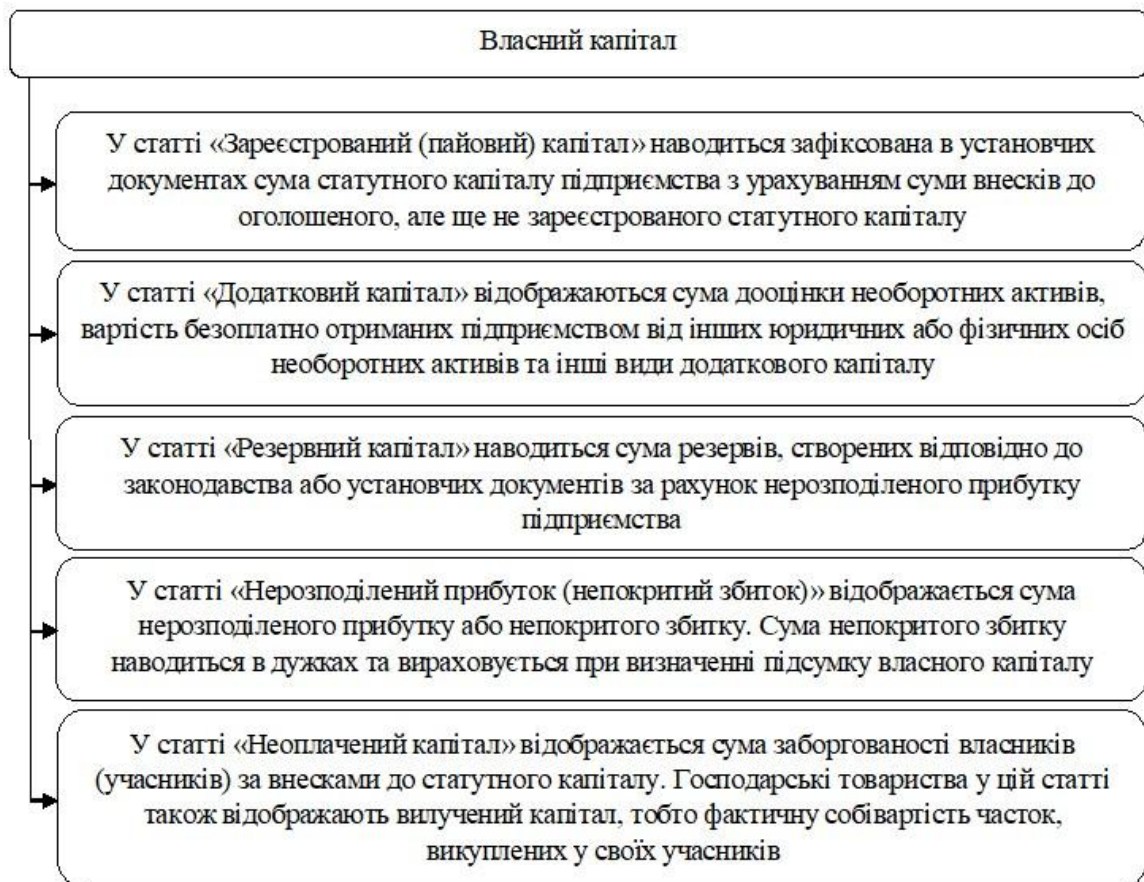 Власний капітал
У статті «Зареєстрований (пайовий) капітал» наводиться зафіксована в установчих
документах сума статутного капіталу підприємства з урахуванням суми внесків до
оголошеного, але ще не зареєстрованого статутного капіталу
У статті «Додатковий капітал» відображаються сума дооцінки необоротних активів,
вартість безоплатно отриманих підприємством від інших юридичних або фізичних осіб
необоротних активів та інші види додаткового капіталу
У статті «Резервний капітал» наводиться сума резервів, створених відповідно до
законодавства або установчих документів за рахунок нерозподіленого прибутку
підприємства
У статті «Нерозподілений прибуток (непокритий збиток)» відображається сума
нерозподіленого прибутку або непокритого збитку. Сума непокритого збитку
наводиться в дужках та вираховується при визначенні підсумку власного капіталу
У статті «Неоплачений капітал» відображається сума заборгованості власників
(учасників) за внесками до статутного капіталу. Господарські товариства у цій статті
також відображають вилучений капітал, тобто фактичну собівартість часток,
викуплених у своїх учасників